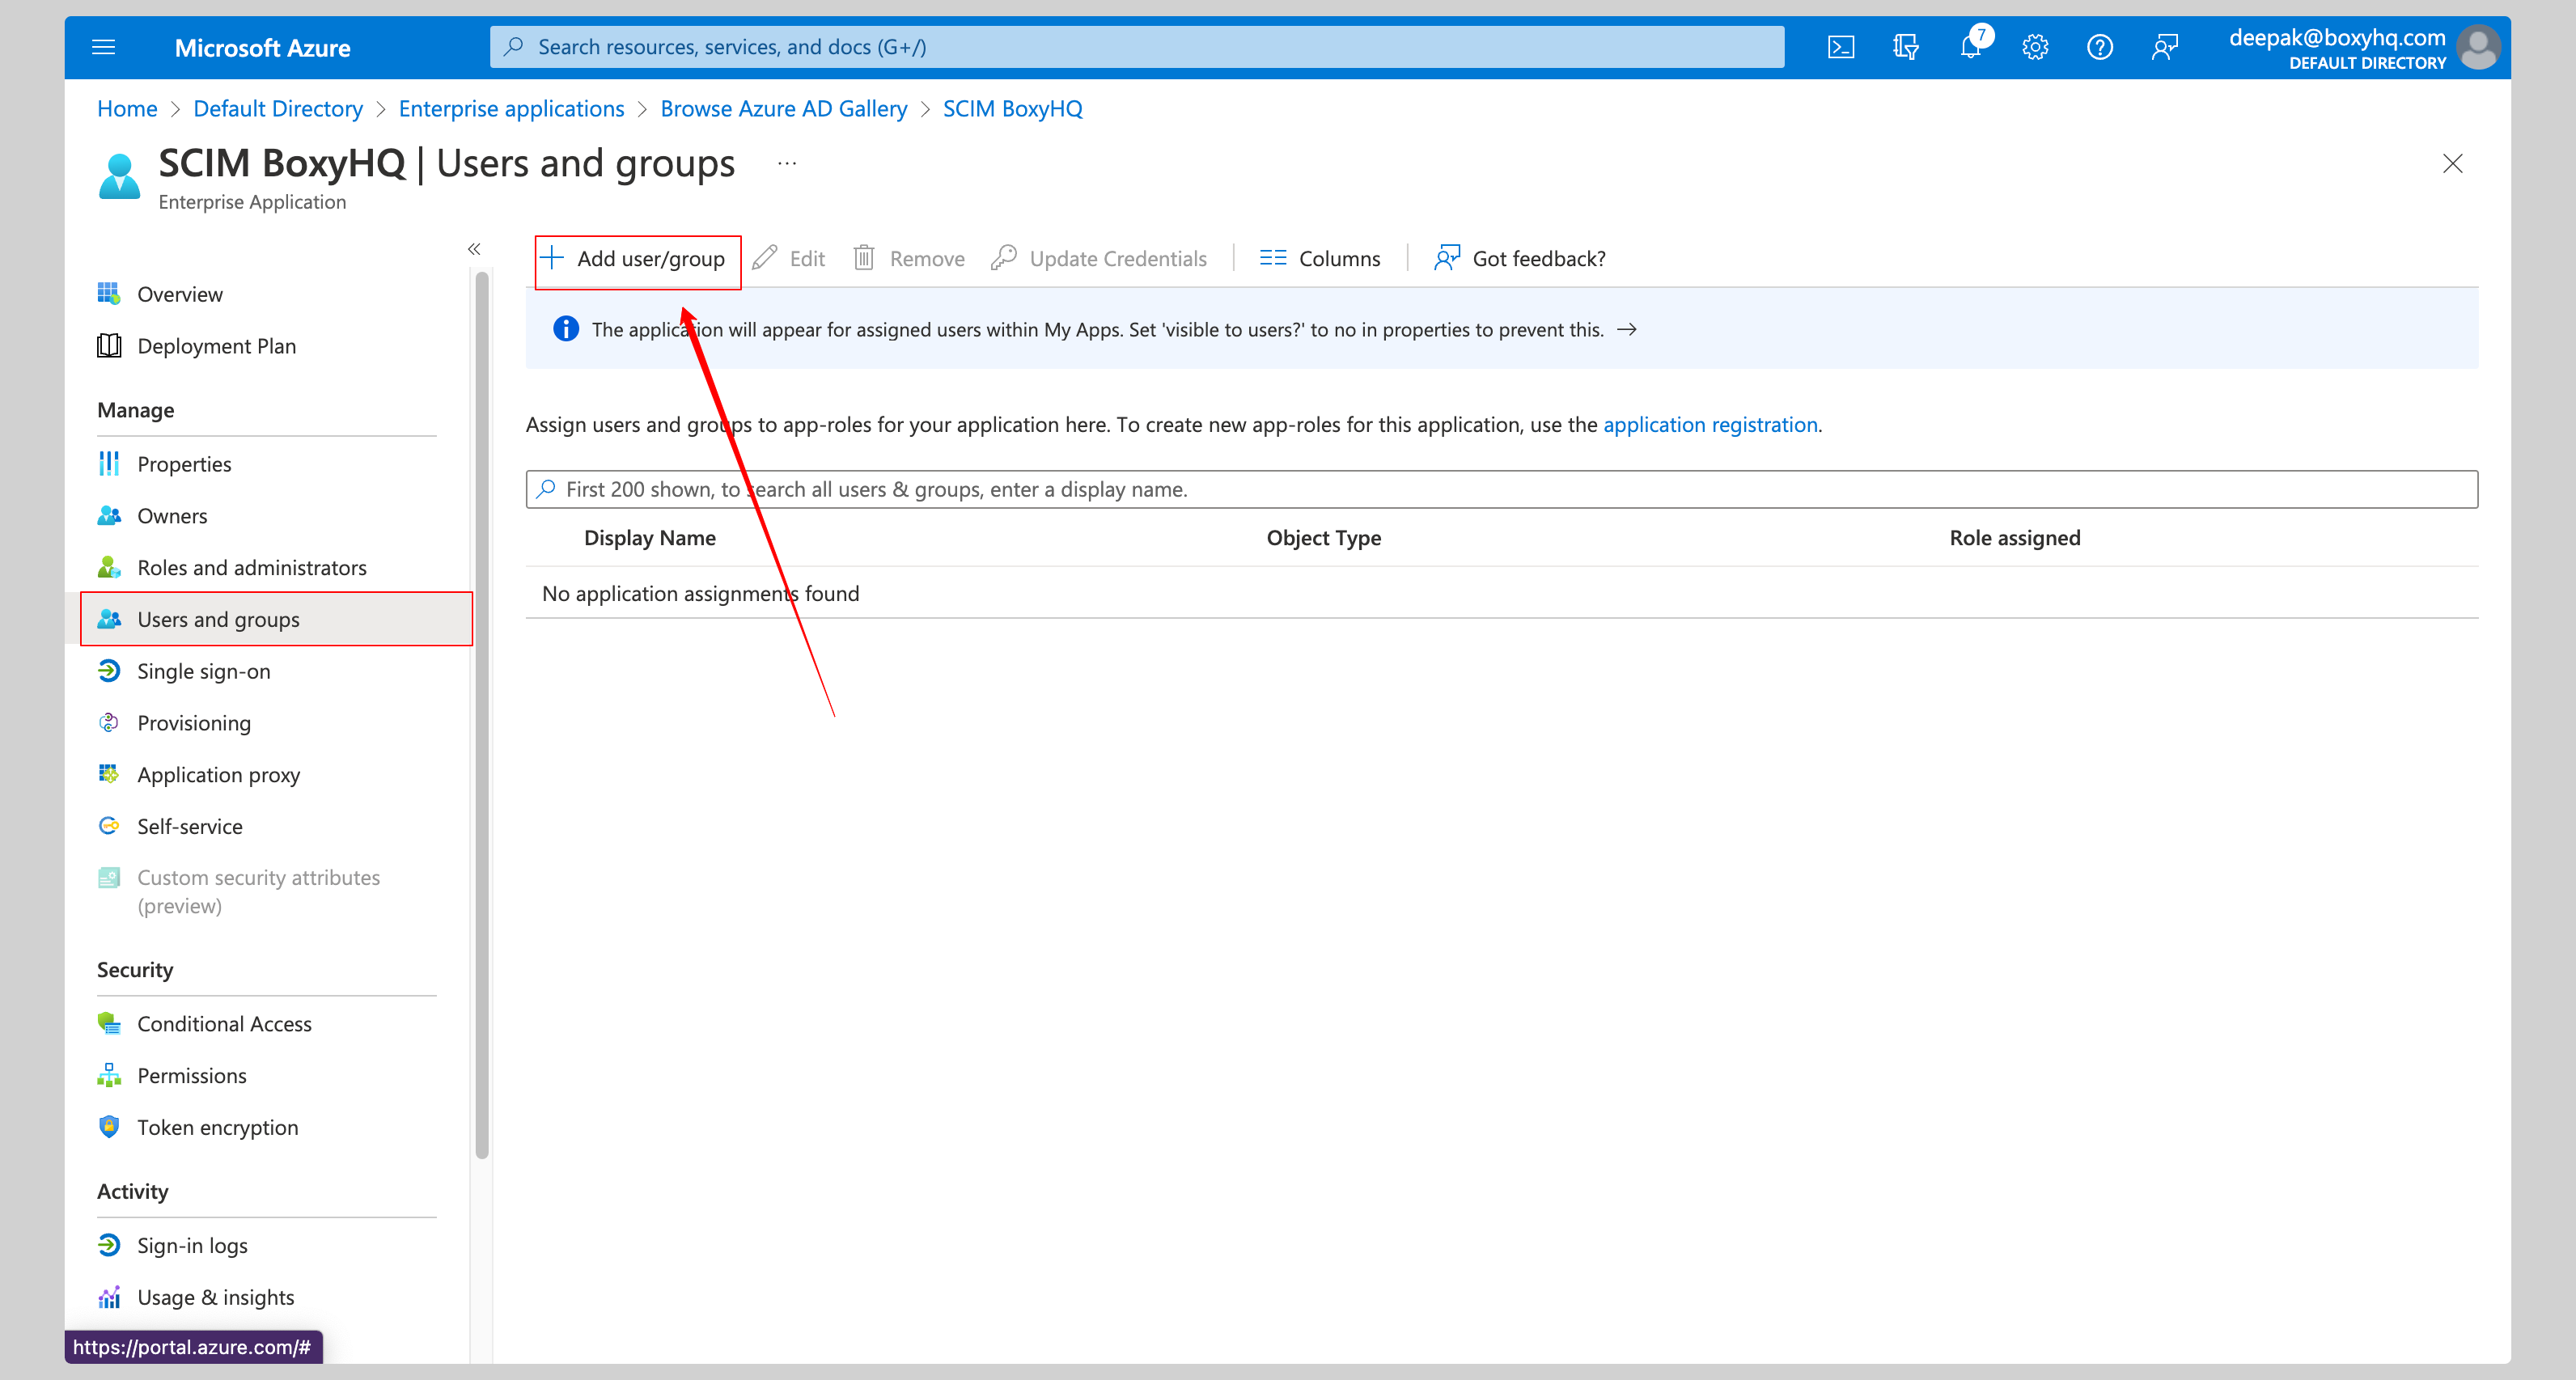 Microsoft Azure
Search resources, services, and docs (G+/)
7
deepak@boxyhq.com
DEFAULT DIRECTORY
Home > Default Directory > Enterprise applications > Browse Azure AD Gallery > SCIM BoxyHQ
SCIM BoxyHQ | Users and groups ...
Enterprise Application
«
Overview
Deployment Plan
Manage
Properties
Owners
Roles and administrators
Users and groups
Single sign-on
Provisioning
Application proxy
Self-service
Custom security attributes
(preview)
Security
Conditional Access
Permissions
Token encryption
Activity
Sign-in logs
Usage & insights
https://portal.azure.com/#
Add user/group Edit Remove Update Credentials Columns Got feedback?
The application will appear for assigned users within My Apps. Set 'visible to users?' to no in properties to prevent this. →
Assign users and groups to app-roles for your application here. To create new app-roles for this application, use the application registration.
First 200 shown, to search all users & groups, enter a display name.
Display Name Object Type Role assigned
No application assignments found